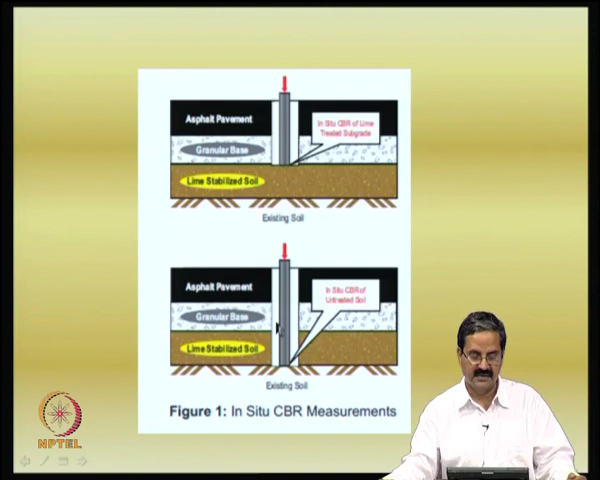 Asphalt Pavement
In Situ CBR of Lime
Treated Subgrade
Granular Base
Lime Stabilized Soil
Existing Soil
Asphalt Pavement
In Situ CBR of
Untreated Soil
Granular Base
Lime Stabilized Soil
Existing Soil
Figure 1: In Situ CBR Measurements
NPTEL